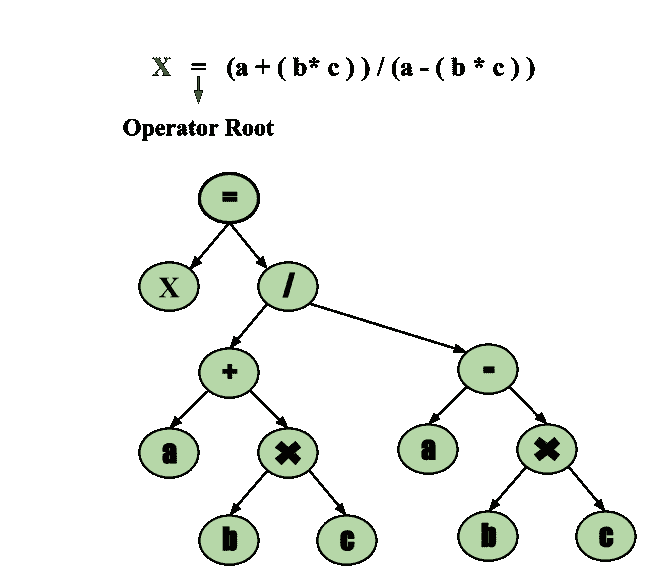 X = (a + ( b* c ) ) / (a - ( b * c ) )
Operator Root
=
X /
+ -
a × a ×
b c b c